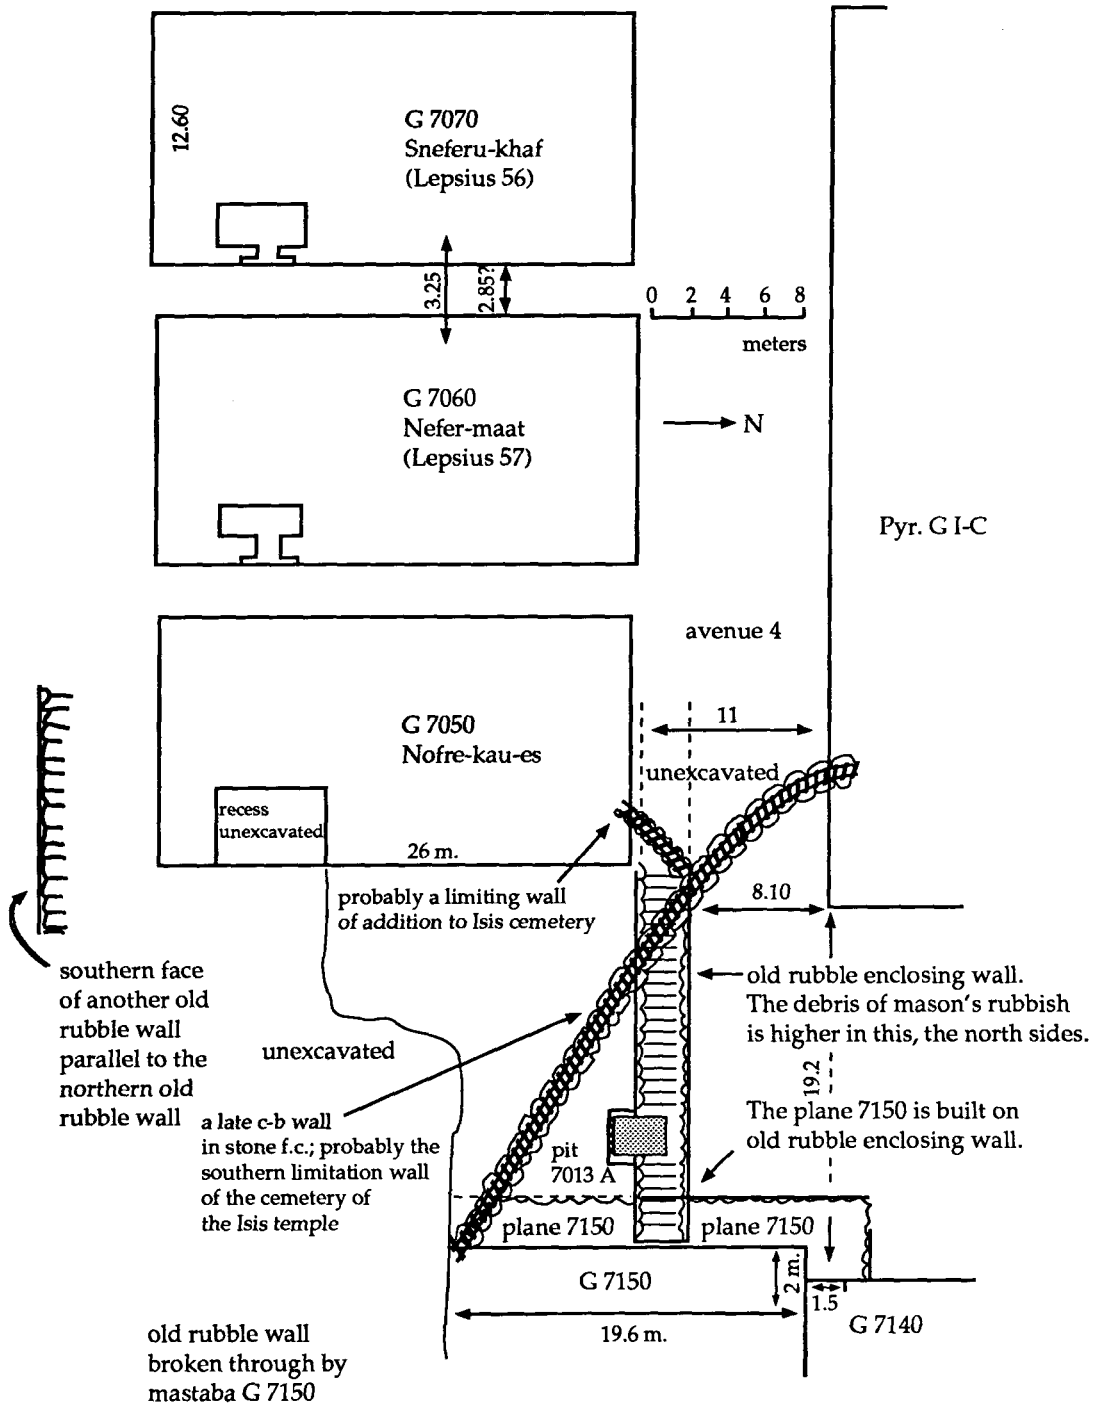 12.60
G 7070
Sneferu-khaf
(Lepsius 56)
3.25
2.85?
0 2 4 6 8
meters
G 7060
Nefer-maat
(Lepsius 57)
N
Pyr. G I-C
avenue 4
G 7050
Nofre-kau-es
11
unexcavated
recess
unexcavated
26 m.
probably a limiting wall
of addition to Isis cemetery
8.10
southern face
of another old
rubble wall
parallel to the
northern old
rubble wall
old rubble enclosing wall.
The debris of mason's rubbish
is higher in this, the north sides.
unexcavated
19.2
a late c-b wall
in stone f.c.; probably the
southern limitation wall
of the cemetery of
the Isis temple
pit
7013 A
The plane 7150 is built on
old rubble enclosing wall.
plane 7150
plane 7150
G 7150
2 m.
1.5
19.6 m.
G 7140
old rubble wall
broken through by
mastaba G 7150